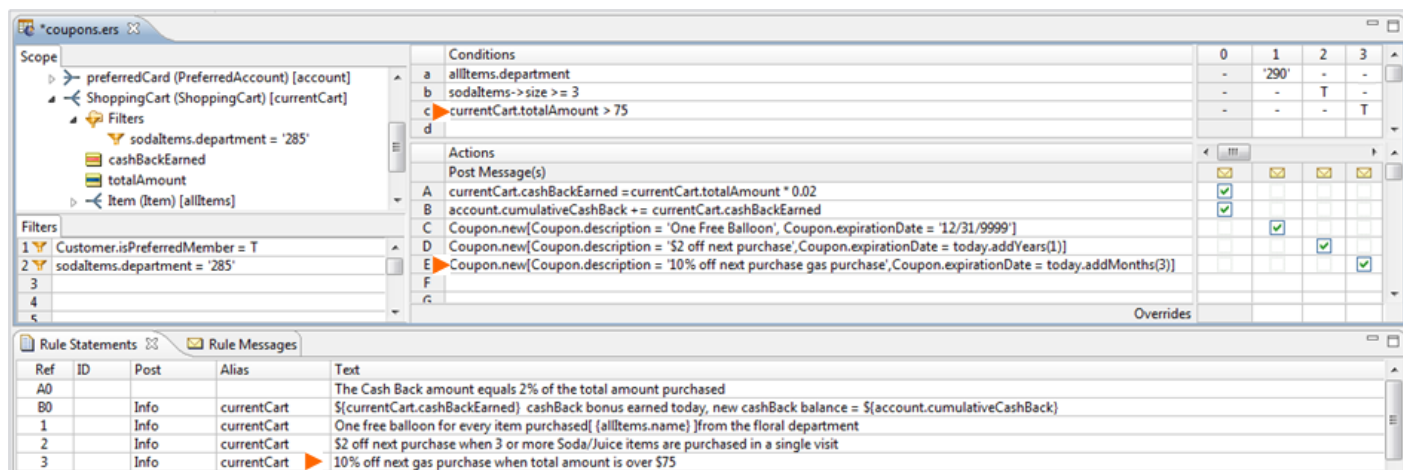 *coupons.ers
Scope
preferredCard (PreferredAccount) [account]
ShoppingCart (ShoppingCart) [currentCart]
Filters
sodaItems.department = '285'
cashBackEarned
totalAmount
Item (Item) [allItems]
Filters
1 Customer.isPreferredMember = T
2 sodaItems.department = '285'
3
4
5
Conditions 0 1 2 3
a allItems.department - '290' - -
b sodaItems->size >= 3 - - T -
c currentCart.totalAmount > 75 - - - T
d
Actions
Post Message(s)
A currentCart.cashBackEarned =currentCart.totalAmount * 0.02
B account.cumulativeCashBack += currentCart.cashBackEarned
C Coupon.new[Coupon.description = 'One Free Balloon', Coupon.expirationDate = '12/31/9999']
D Coupon.new[Coupon.description = '$2 off next purchase',Coupon.expirationDate = today.addYears(1)]
E Coupon.new[Coupon.description = '10% off next purchase gas purchase',Coupon.expirationDate = today.addMonths(3)]
F
G
Overrides
Rule Statements Rule Messages
Ref ID Post Alias Text
A0 The Cash Back amount equals 2% of the total amount purchased
B0 Info currentCart ${currentCart.cashBackEarned} cashBack bonus earned today, new cashBack balance = ${account.cumulativeCashBack}
1 Info currentCart One free balloon for every item purchased[ {allItems.name} ]from the floral department
2 Info currentCart $2 off next purchase when 3 or more Soda/Juice items are purchased in a single visit
3 Info currentCart 10% off next gas purchase when total amount is over $75